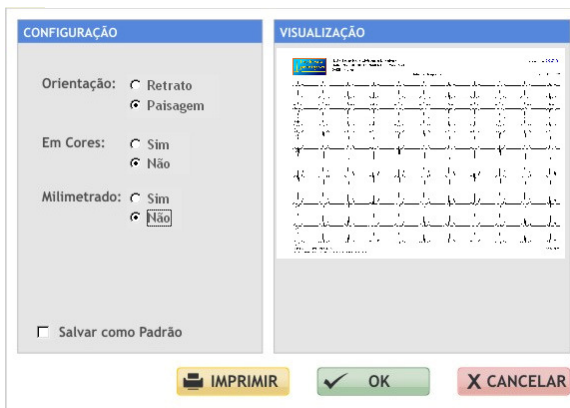 CONFIGURAÇÃO
Orientação:
Retrato
Paisagem
Em Cores:
Sim
Não
Milimetrado:
Sim
Não
Salvar como Padrão
VISUALIZAÇÃO
IMPRIMIR
OK
X CANCELAR